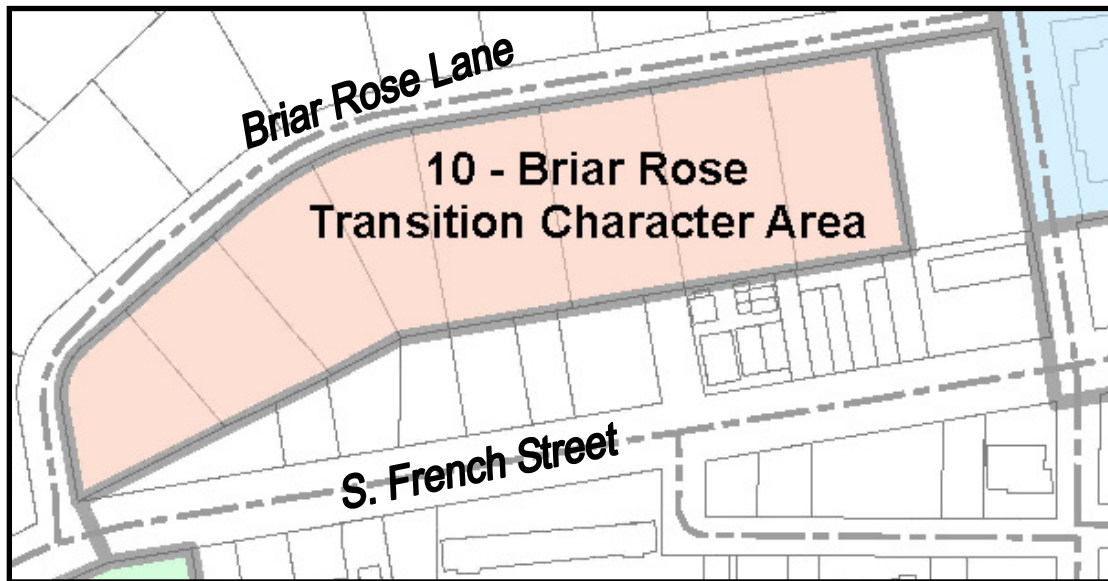 Briar Rose Lane
10 - Briar Rose
Transition Character Area
S. French Street